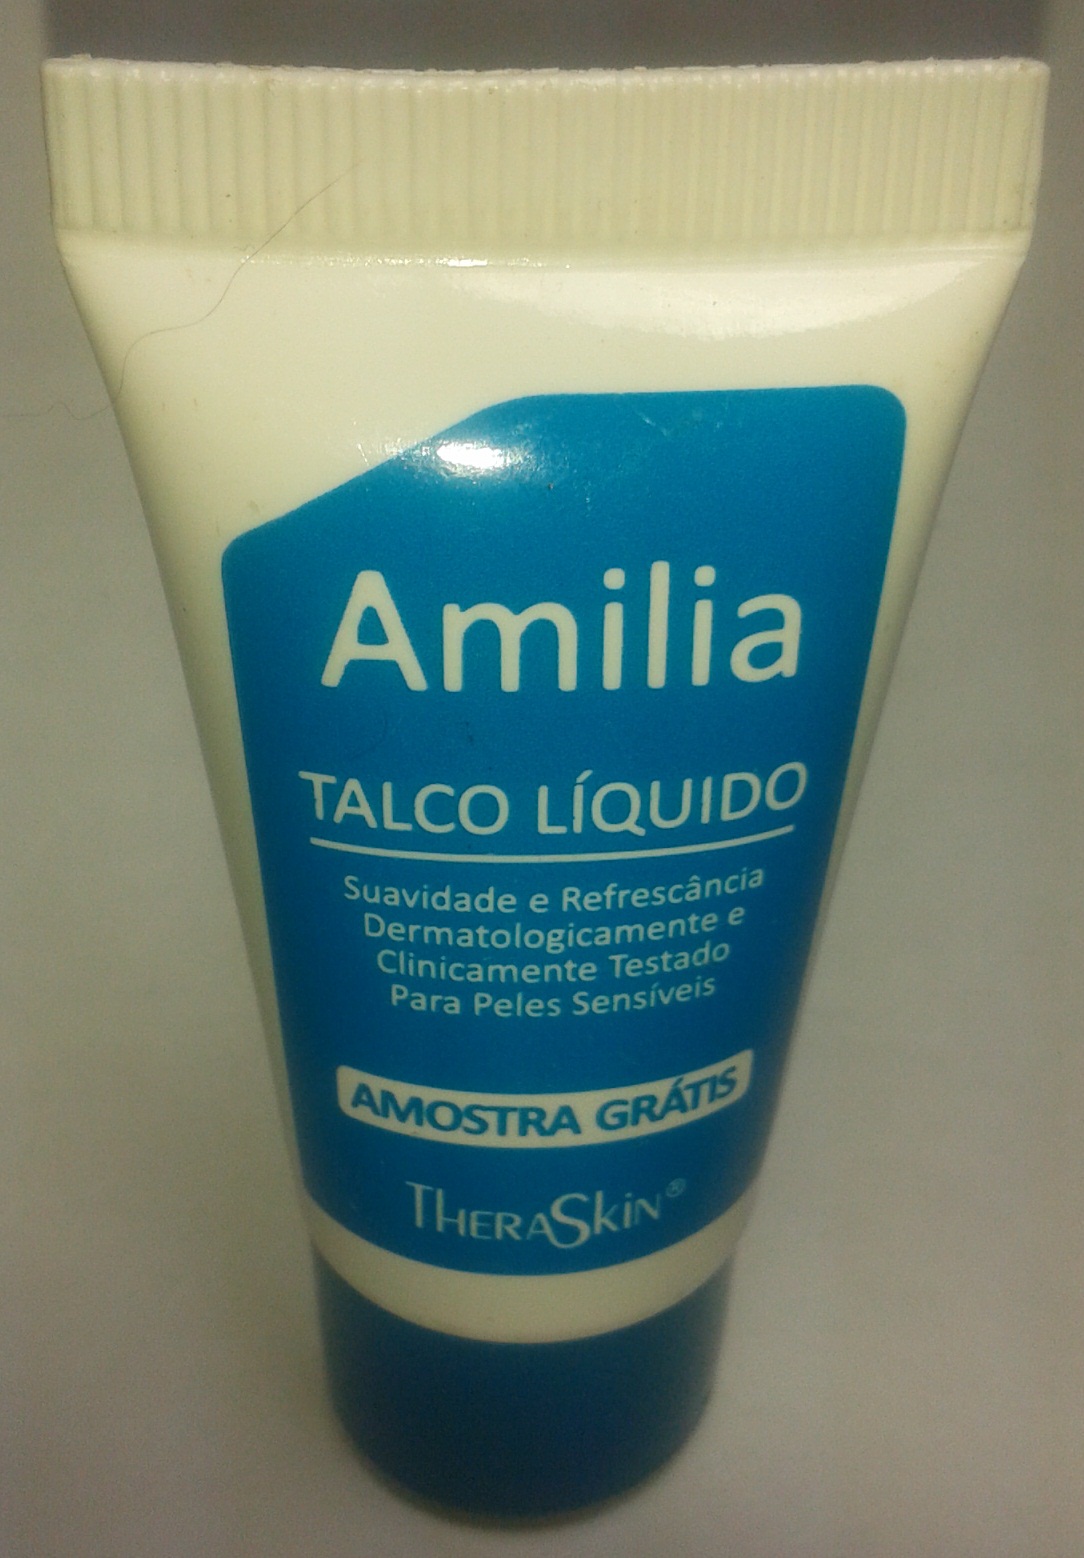 Amilia
TALCO LÍQUIDO
Suavidade e Refrescância
Dermatologicamente e
Clinicamente Testado
Para Peles Sensíveis
AMOSTRA GRÁTIS
THERASKIN®